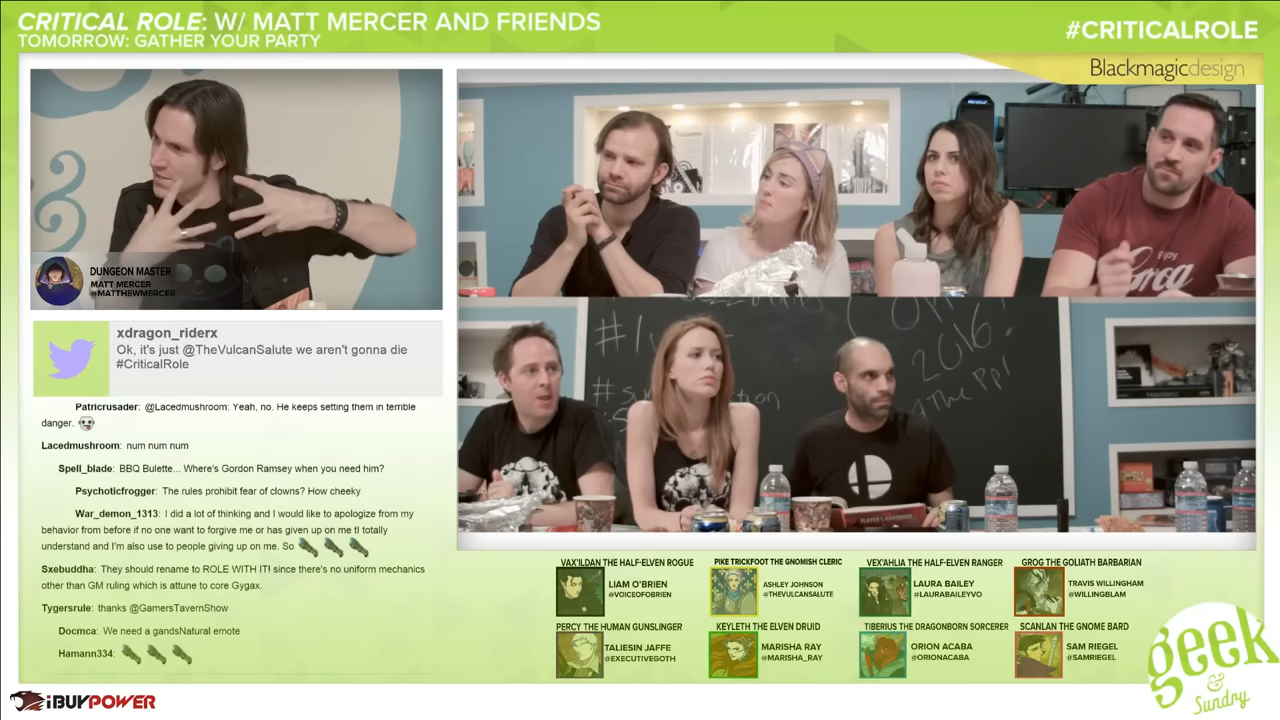 CRITICAL ROLE: W/ MATT MERCER AND FRIENDS
TOMORROW: GATHER YOUR PARTY
#CRITICALROLE
Blackmagicdesign
DUNGEON MASTER
MATT MERCER
@MATTHEWMERCER
Enjoy
Grog
2016
the Ppl
xdragon_riderx
Ok, it's just @TheVulcanSalute we aren't gonna die
#CriticalRole
Patricrusader: @Lacedmushroom: Yeah, no. He keeps setting them in terrible
danger.
Lacedmushroom: num num num
Spell_blade: BBQ Bulette... Where's Gordon Ramsey when you need him?
Psychoticfrogger: The rules prohibit fear of clowns? How cheeky
War_demon_1313: I did a lot of thinking and I would like to apologize from my
behavior from before if no one want to forgive me or has given up on me tI totally
understand and I'm also use to people giving up on me. So
Sxebuddha: They should rename to ROLE WITH IT! since there's no uniform mechanics
other than GM ruling which is attune to core Gygax.
Tygersrule: thanks @GamersTavernShow
Docmca: We need a gandsNatural emote
Hamann334:
PLAYER'S HANDBOOK
VAX'ILDAN THE HALF-ELVEN ROGUE
LIAM O'BRIEN
@VOICEOFOBRIEN
PIKE TRICKFOOT THE GNOMISH CLERIC
ASHLEY JOHNSON
@THEVULCANSALUTE
VEX'AHLIA THE HALF-ELVEN RANGER
LAURA BAILEY
@LAURABAILEYVO
GROG THE GOLIATH BARBARIAN
TRAVIS WILLINGHAM
@WILLINGBLAM
PERCY THE HUMAN GUNSLINGER
TALIESIN JAFFE
@EXECUTIVEGOTH
KEYLETH THE ELVEN DRUID
MARISHA RAY
@MARISHA_RAY
TIBERIUS THE DRAGONBORN SORCERER
ORION ACABA
@ORIONACABA
SCANLAN THE GNOME BARD
SAM RIEGEL
@SAMRIEGEL
geek
&
Sundry
iBUYPOWER